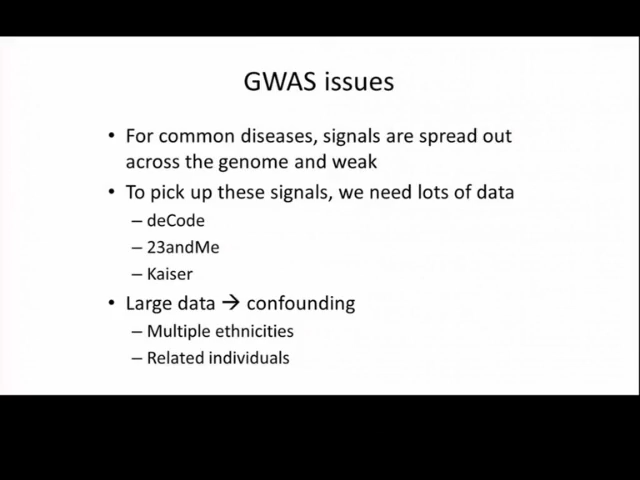 GWAS issues
• For common diseases, signals are spread out
across the genome and weak
• To pick up these signals, we need lots of data
– deCode
– 23andMe
– Kaiser
• Large data → confounding
– Multiple ethnicities
– Related individuals